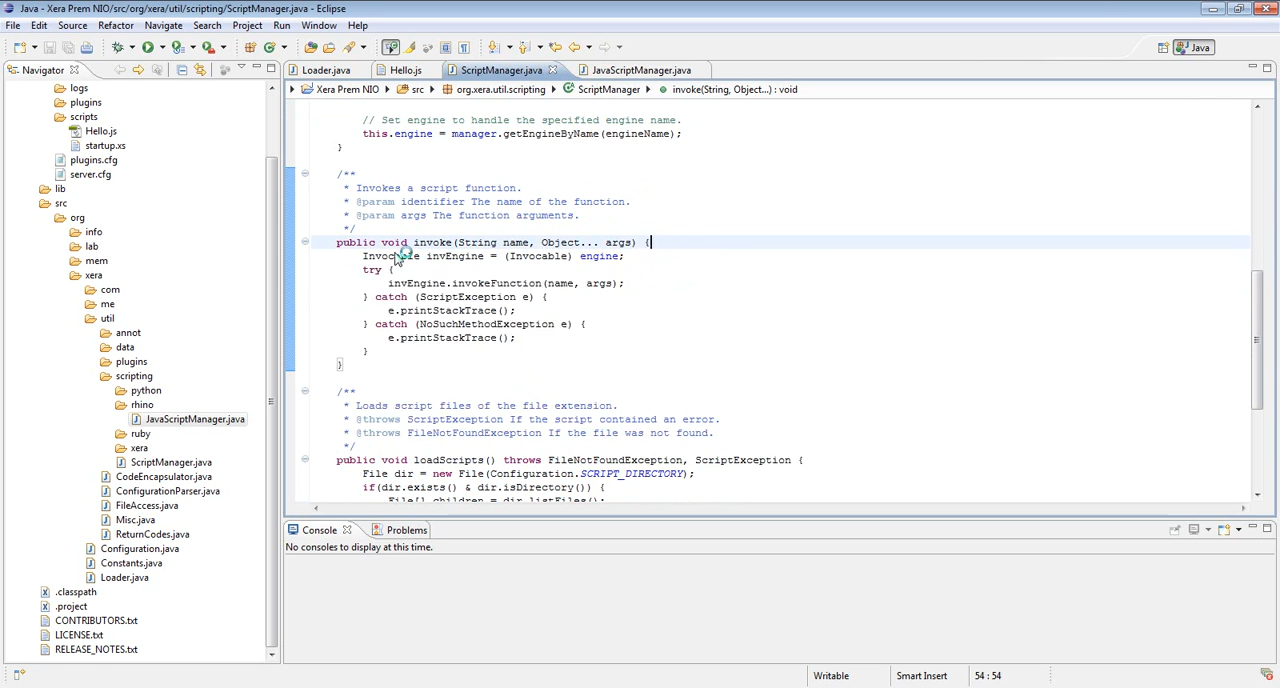 Java - Xera Prem NIO/src/org/xera/util/scripting/ScriptManager.java - Eclipse
File Edit Source Refactor Navigate Search Project Run Window Help
Java
Navigator
Loader.java Hello.js ScriptManager.java JavaScriptManager.java
Xera Prem NIO src org.xera.util.scripting ScriptManager invoke(String, Object...) : void
logs
plugins
scripts
Hello.js
startup.xs
plugins.cfg
server.cfg
lib
src
org
info
lab
mem
xera
com
me
util
annot
data
plugins
scripting
python
rhino
JavaScriptManager.java
ruby
xera
ScriptManager.java
CodeEncapsulator.java
ConfigurationParser.java
FileAccess.java
Misc.java
ReturnCodes.java
Configuration.java
Constants.java
Loader.java
.classpath
.project
CONTRIBUTORS.txt
LICENSE.txt
RELEASE_NOTES.txt
// Set engine to handle the specified engine name.
this.engine = manager.getEngineByName(engineName);
}
/**
* Invokes a script function.
* @param identifier The name of the function.
* @param args The function arguments.
*/
public void invoke(String name, Object... args) {
invEngine = (Invocable) engine;
try {
invEngine.invokeFunction(name, args);
} catch (ScriptException e) {
e.printStackTrace();
} catch (NoSuchMethodException e) {
e.printStackTrace();
}
}
/**
* Loads script files of the file extension.
* @throws ScriptException If the script contained an error.
* @throws FileNotFoundException If the file was not found.
*/
public void loadScripts() throws FileNotFoundException, ScriptException {
File dir = new File(Configuration.SCRIPT_DIRECTORY);
if(dir.exists() & dir.isDirectory()) {
File[] children = dir.listFiles();
Console Problems
No consoles to display at this time.
Writable Smart Insert 54 : 54